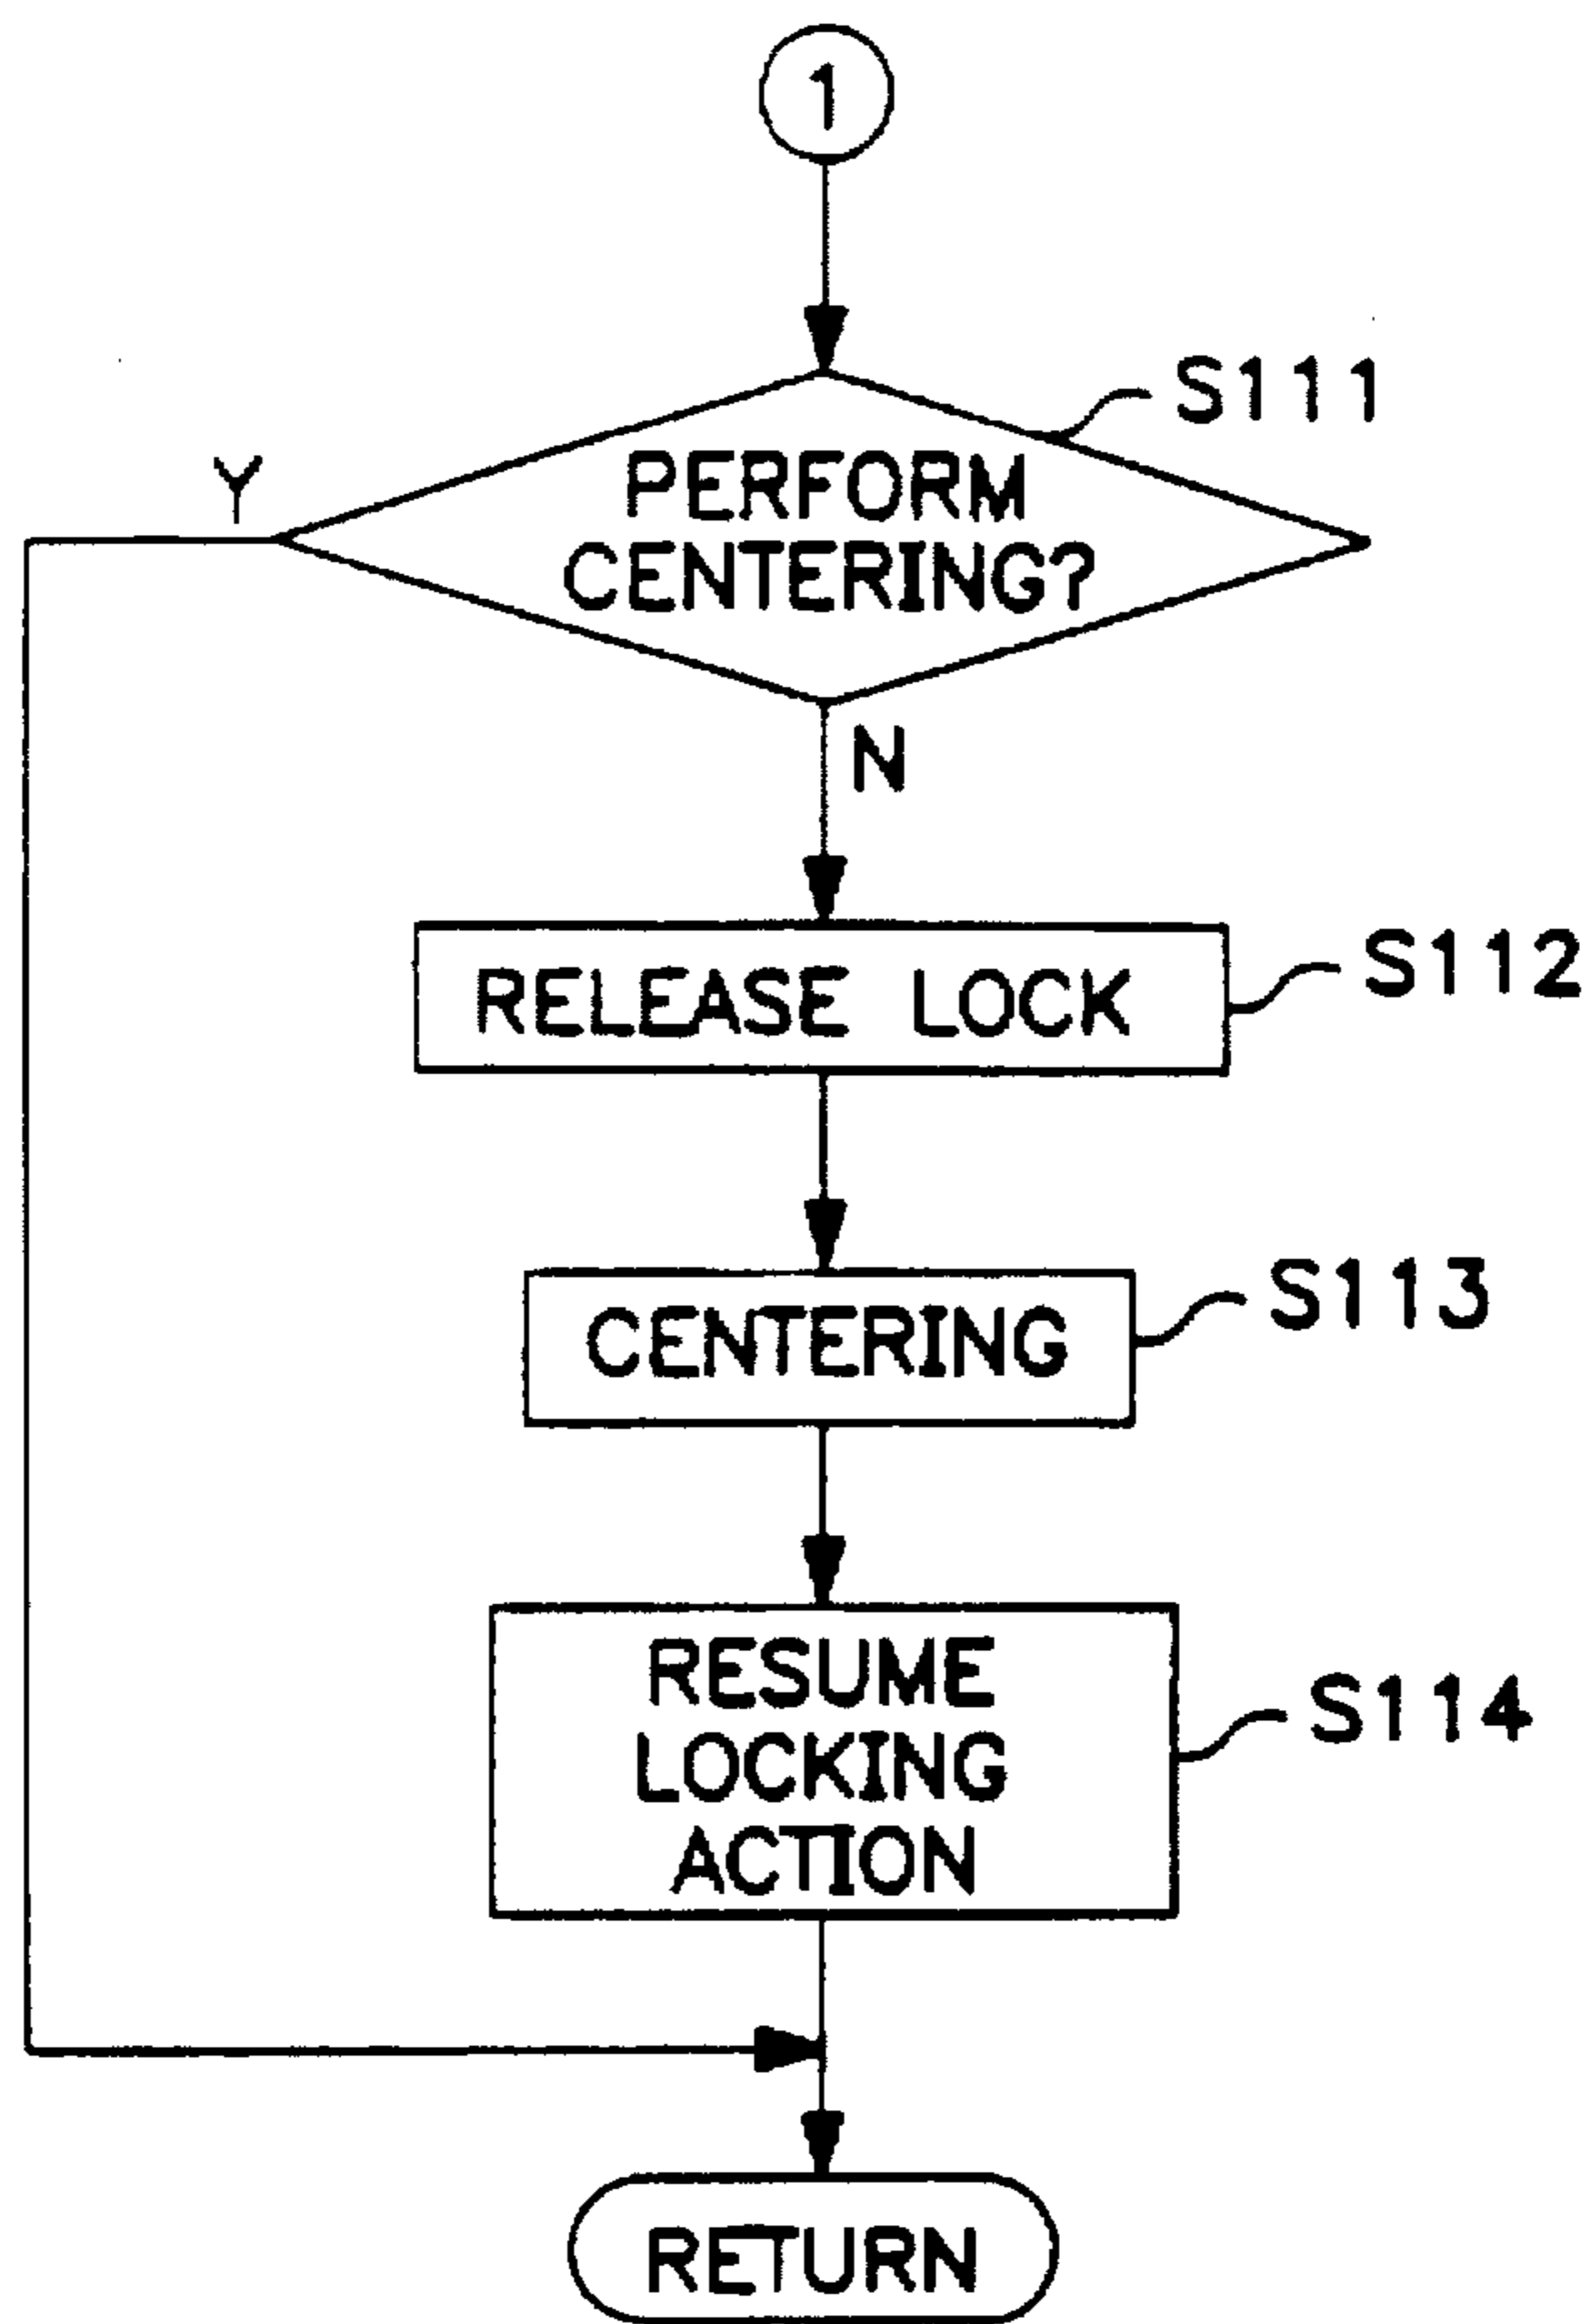 1
S111
PERFORM
CENTERING?
Y
N
RELEASE LOCK
S112
CENTERING
S113
RESUME
LOCKING
ACTION
S114
RETURN